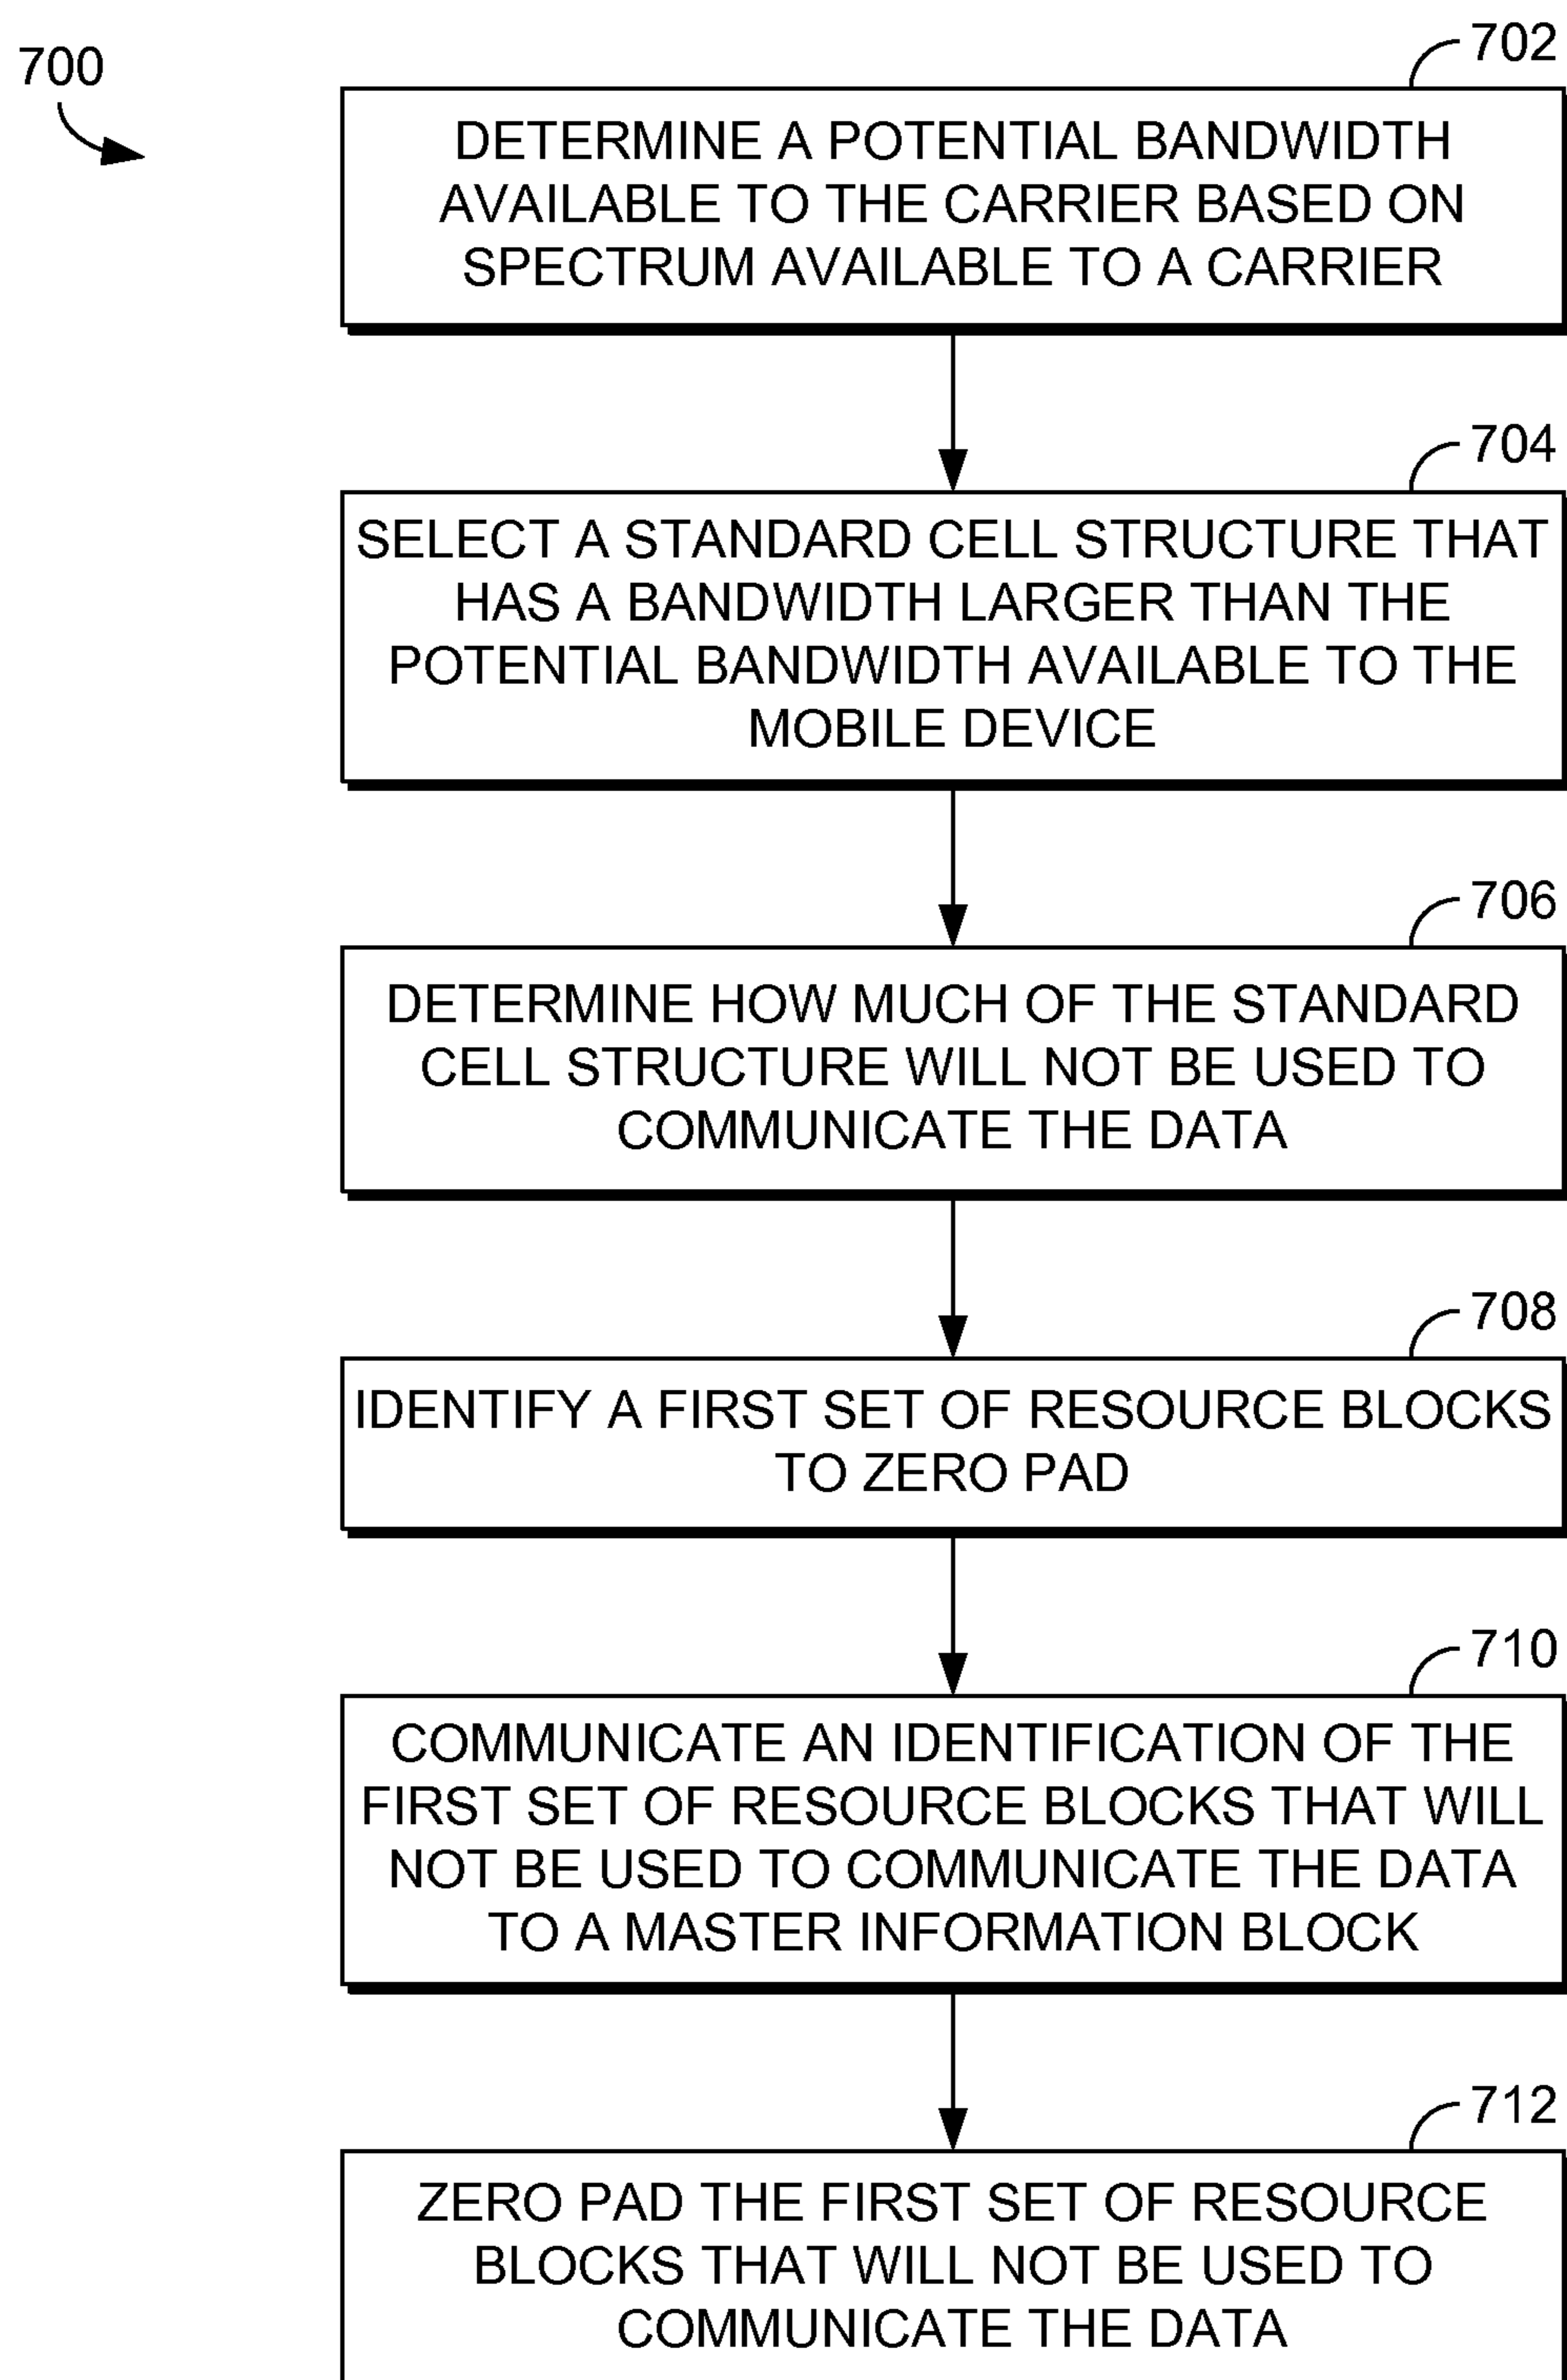 700
702
DETERMINE A POTENTIAL BANDWIDTH
AVAILABLE TO THE CARRIER BASED ON
SPECTRUM AVAILABLE TO A CARRIER
704
SELECT A STANDARD CELL STRUCTURE THAT
HAS A BANDWIDTH LARGER THAN THE
POTENTIAL BANDWIDTH AVAILABLE TO THE
MOBILE DEVICE
706
DETERMINE HOW MUCH OF THE STANDARD
CELL STRUCTURE WILL NOT BE USED TO
COMMUNICATE THE DATA
708
IDENTIFY A FIRST SET OF RESOURCE BLOCKS
TO ZERO PAD
710
COMMUNICATE AN IDENTIFICATION OF THE
FIRST SET OF RESOURCE BLOCKS THAT WILL
NOT BE USED TO COMMUNICATE THE DATA
TO A MASTER INFORMATION BLOCK
712
ZERO PAD THE FIRST SET OF RESOURCE
BLOCKS THAT WILL NOT BE USED TO
COMMUNICATE THE DATA